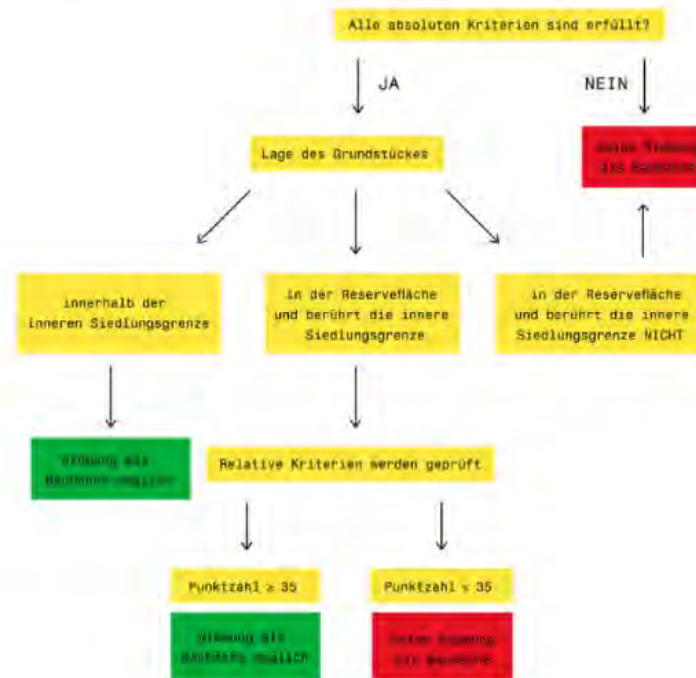 Alle absoluten Kriterien sind erfüllt?
JA
NEIN
Lage des Grundstückes
innerhalb der
inneren Siedlungsgrenze
in der Reservefläche
und berührt die innere
Siedlungsgrenze
in der Reservefläche
und berührt die innere
Siedlungsgrenze NICHT
Relative Kriterien werden geprüft
möglich
Punktzahl ≥ 35
Punktzahl ≤ 35
möglich